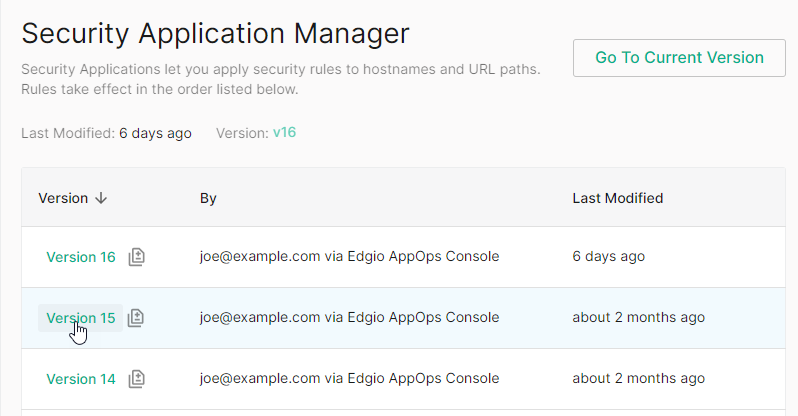 Security Application Manager
Go To Current Version
Security Applications let you apply security rules to hostnames and URL paths.
Rules take effect in the order listed below.
Last Modified: 6 days ago Version: v16
Version By Last Modified
Version 16 joe@example.com via Edgio AppOps Console 6 days ago
Version 15 joe@example.com via Edgio AppOps Console about 2 months ago
Version 14 joe@example.com via Edgio AppOps Console about 2 months ago